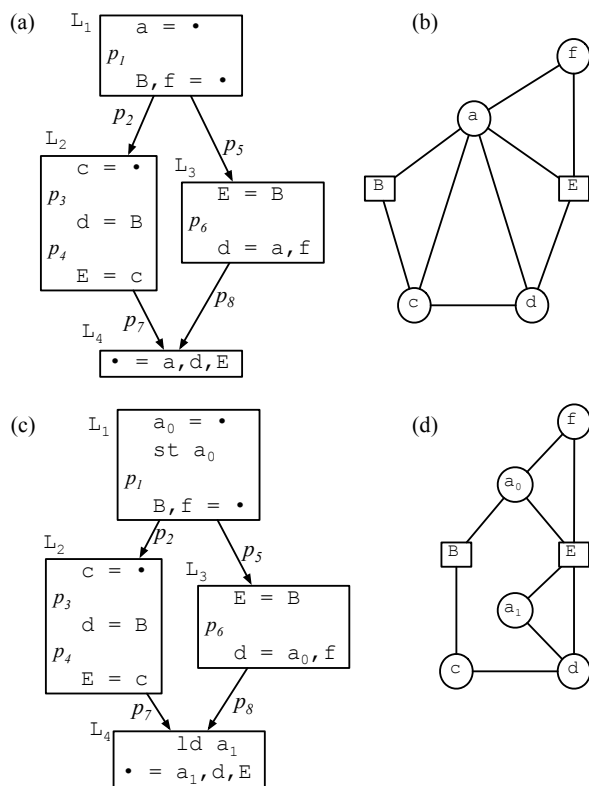 (a)
L1
a = •
p1
B,f = •
p2
p5
L2
c = •
p3
d = B
p4
E = c
L3
E = B
p6
d = a,f
p7
p8
L4
• = a,d,E
(b)
f
a
B
E
c
d
(c)
L1
a0 = •
st a0
p1
B,f = •
p2
p5
L2
c = •
p3
d = B
p4
E = c
L3
E = B
p6
d = a0,f
p7
p8
L4
ld a1
• = a1,d,E
(d)
f
a0
B
E
a1
c
d